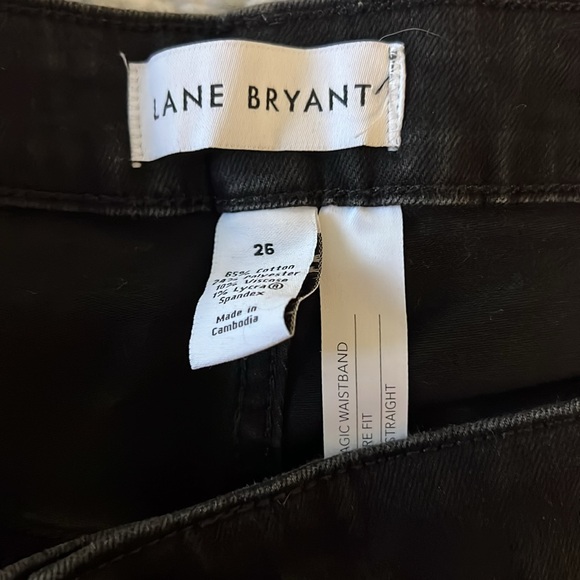 LANE BRYANT
26
65% Cotton
24% Polyester
10% Viscose
1% Lycra®
Spandex
Made in
Cambodia
AGIC WAISTBAND
RE FIT
STRAIGHT